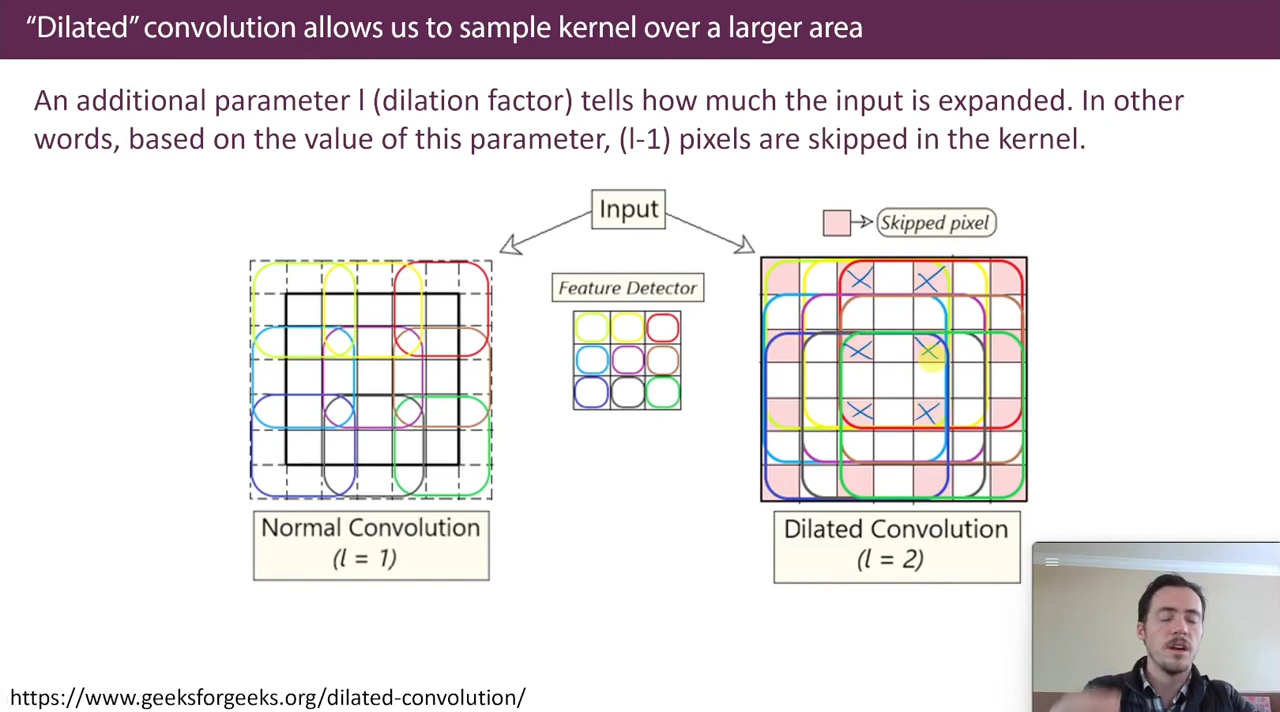 “Dilated” convolution allows us to sample kernel over a larger area
An additional parameter l (dilation factor) tells how much the input is expanded. In other
words, based on the value of this parameter, (l-1) pixels are skipped in the kernel.
Input
Skipped pixel
Feature Detector
Normal Convolution
(l = 1)
Dilated Convolution
(l = 2)
https://www.geeksforgeeks.org/dilated-convolution/